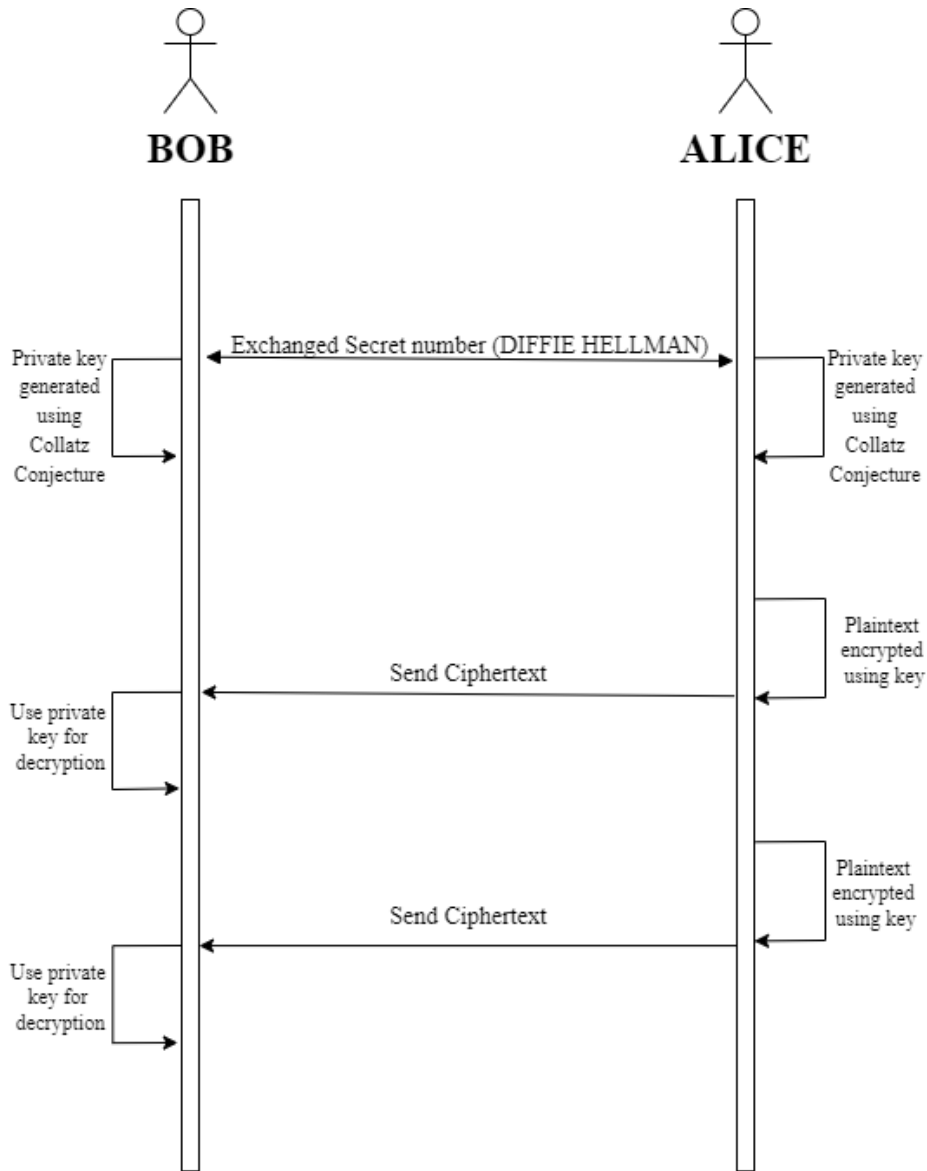 BOB
ALICE
Exchanged Secret number (DIFFIE HELLMAN)
Private key
generated
using
Collatz
Conjecture
Private key
generated
using
Collatz
Conjecture
Plaintext
encrypted
using key
Send Ciphertext
Use private
key for
decryption
Plaintext
encrypted
using key
Send Ciphertext
Use private
key for
decryption